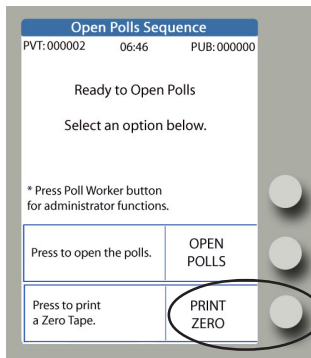 Open Polls Sequence
PVT: 000002 06:46 PUB: 000000
Ready to Open Polls
Select an option below.
* Press Poll Worker button
for administrator functions.
Press to open the polls.
OPEN
POLLS
Press to print
a Zero Tape.
PRINT
ZERO